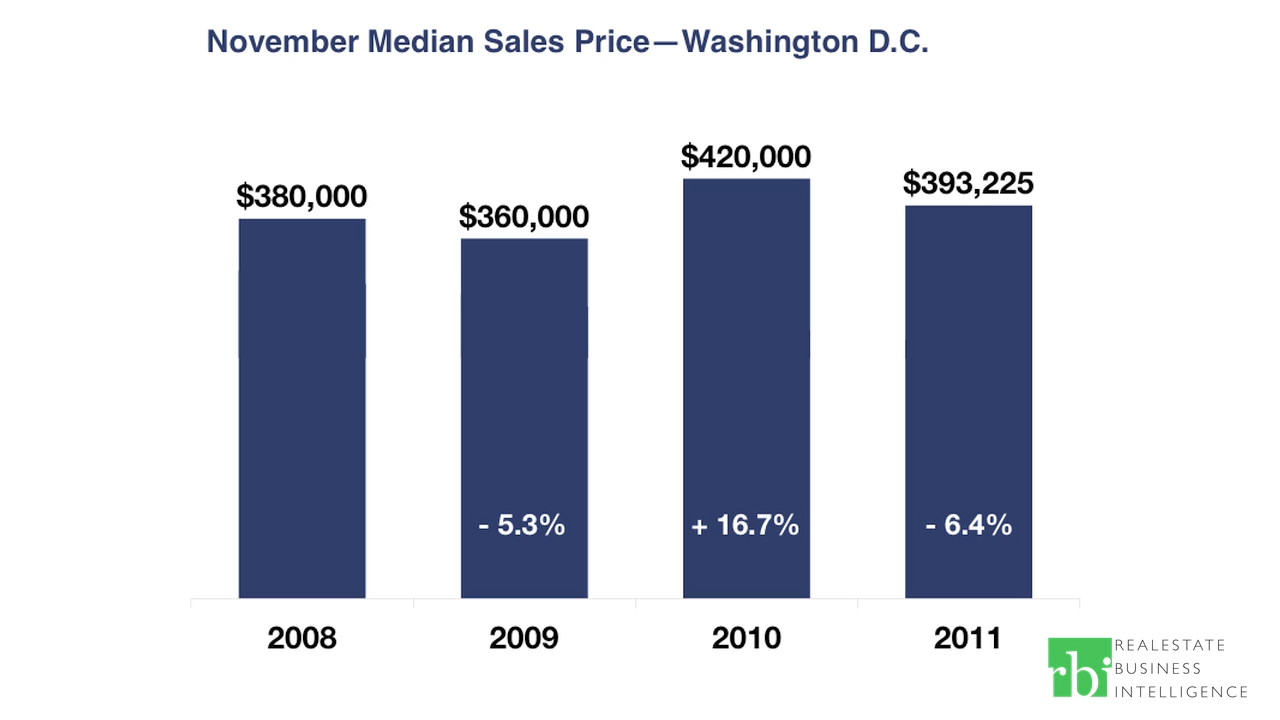 November Median Sales Price—Washington D.C.
$420,000
$393,225
$380,000
$360,000
- 5.3%
+ 16.7%
- 6.4%
2008
2009
2010
2011
rbi
REALESTATE
BUSINESS
INTELLIGENCE